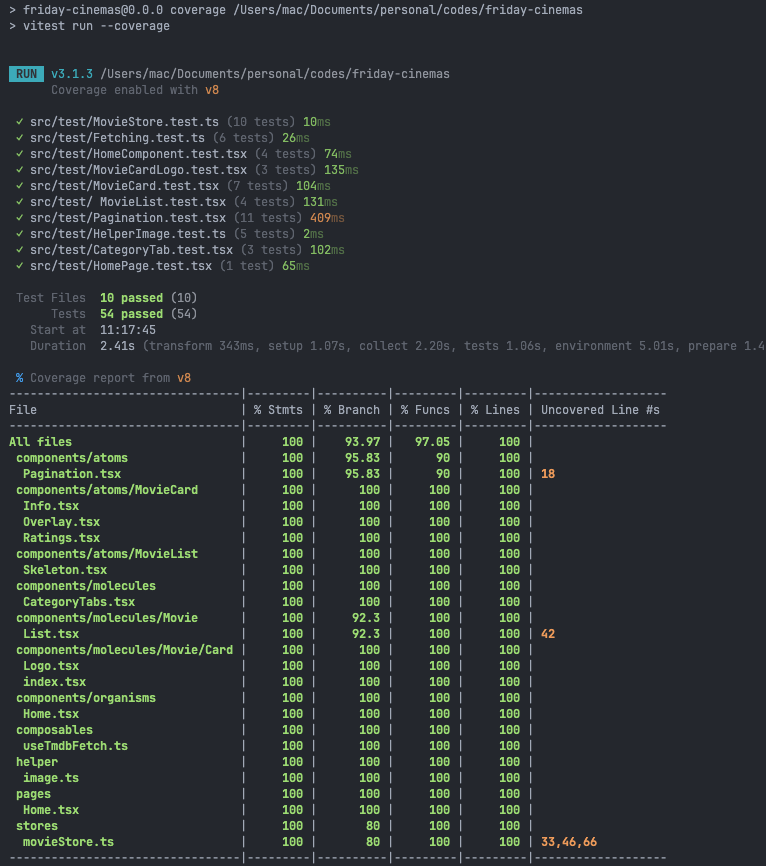 > friday-cinemas@0.0.0 coverage /Users/mac/Documents/personal/codes/friday-cinemas
> vitest run --coverage
RUN v3.1.3 /Users/mac/Documents/personal/codes/friday-cinemas
Coverage enabled with v8
✓ src/test/MovieStore.test.ts (10 tests) 10ms
✓ src/test/Fetching.test.ts (6 tests) 26ms
✓ src/test/HomeComponent.test.tsx (4 tests) 74ms
✓ src/test/MovieCardLogo.test.tsx (3 tests) 135ms
✓ src/test/MovieCard.test.tsx (7 tests) 104ms
✓ src/test/ MovieList.test.tsx (4 tests) 131ms
✓ src/test/Pagination.test.tsx (11 tests) 409ms
✓ src/test/HelperImage.test.ts (5 tests) 2ms
✓ src/test/CategoryTab.test.tsx (3 tests) 102ms
✓ src/test/HomePage.test.tsx (1 test) 65ms
Test Files 10 passed (10)
Tests 54 passed (54)
Start at 11:17:45
Duration 2.41s (transform 343ms, setup 1.07s, collect 2.20s, tests 1.06s, environment 5.01s, prepare 1.4
% Coverage report from v8
-------------------------------|---------|----------|---------|---------|-------------------
File | % Stmts | % Branch | % Funcs | % Lines | Uncovered Line #s
-------------------------------|---------|----------|---------|---------|-------------------
All files | 100 | 93.97 | 97.05 | 100 |
components/atoms | 100 | 95.83 | 90 | 100 |
Pagination.tsx | 100 | 95.83 | 90 | 100 | 18
components/atoms/MovieCard | 100 | 100 | 100 | 100 |
Info.tsx | 100 | 100 | 100 | 100 |
Overlay.tsx | 100 | 100 | 100 | 100 |
Ratings.tsx | 100 | 100 | 100 | 100 |
components/atoms/MovieList | 100 | 100 | 100 | 100 |
Skeleton.tsx | 100 | 100 | 100 | 100 |
components/molecules | 100 | 100 | 100 | 100 |
CategoryTabs.tsx | 100 | 100 | 100 | 100 |
components/molecules/Movie | 100 | 92.3 | 100 | 100 |
List.tsx | 100 | 92.3 | 100 | 100 | 42
components/molecules/Movie/Card | 100 | 100 | 100 | 100 |
Logo.tsx | 100 | 100 | 100 | 100 |
index.tsx | 100 | 100 | 100 | 100 |
components/organisms | 100 | 100 | 100 | 100 |
Home.tsx | 100 | 100 | 100 | 100 |
composables | 100 | 100 | 100 | 100 |
useTmdbFetch.ts | 100 | 100 | 100 | 100 |
helper | 100 | 100 | 100 | 100 |
image.ts | 100 | 100 | 100 | 100 |
pages | 100 | 100 | 100 | 100 |
Home.tsx | 100 | 100 | 100 | 100 |
stores | 100 | 80 | 100 | 100 |
movieStore.ts | 100 | 80 | 100 | 100 | 33,46,66
-------------------------------|---------|----------|---------|---------|-------------------